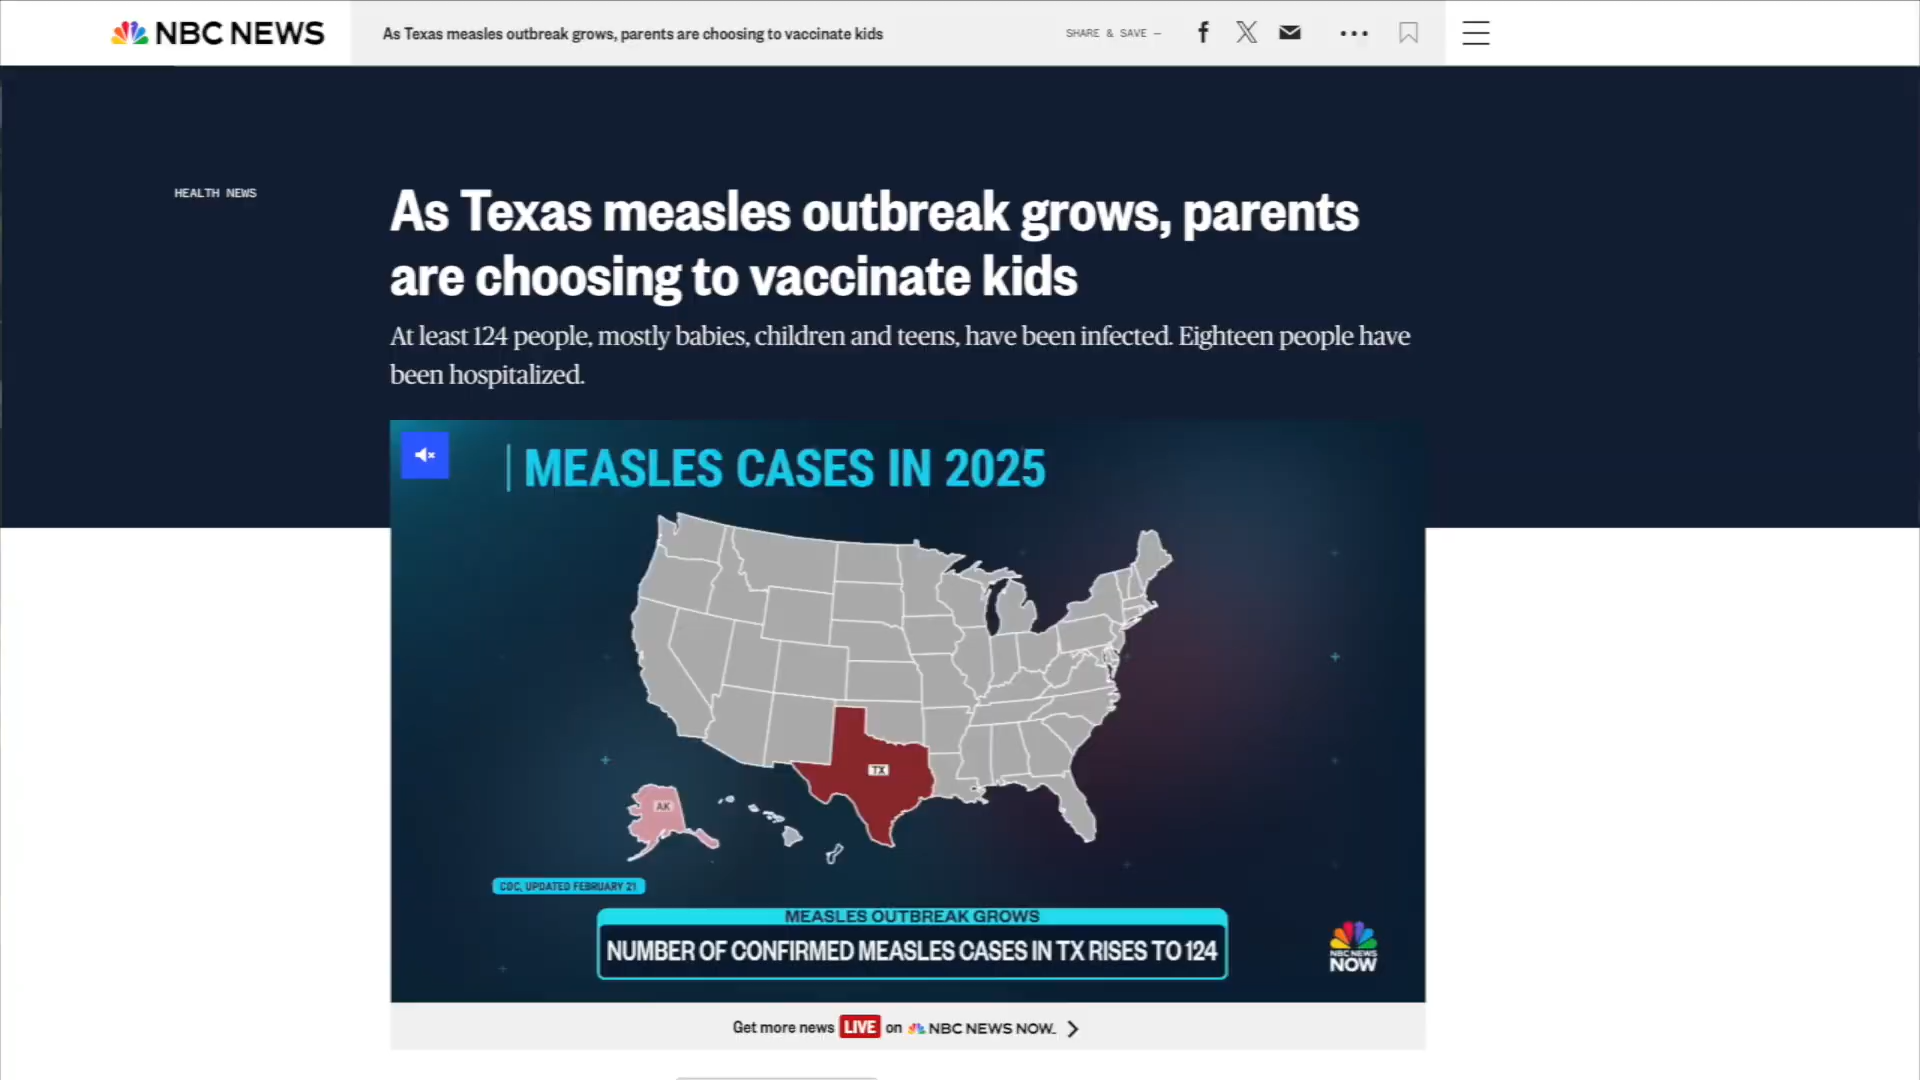 NBC NEWS
As Texas measles outbreak grows, parents are choosing to vaccinate kids
SHARE & SAVE —
HEALTH NEWS
As Texas measles outbreak grows, parents
are choosing to vaccinate kids
At least 124 people, mostly babies, children and teens, have been infected. Eighteen people have
been hospitalized.
MEASLES CASES IN 2025
TX
AK
CDC, UPDATED FEBRUARY 21
MEASLES OUTBREAK GROWS
NUMBER OF CONFIRMED MEASLES CASES IN TX RISES TO 124
NBC NEWS
NOW
Get more news LIVE on NBC NEWS NOW.